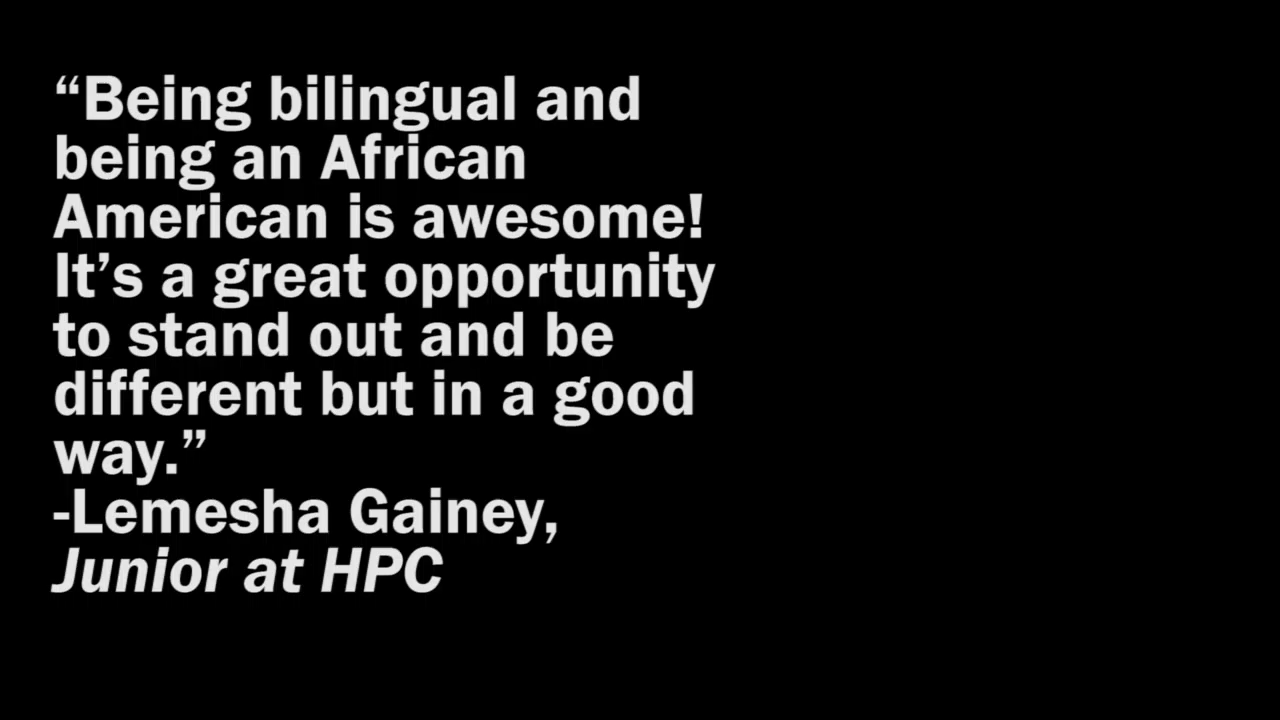 “Being bilingual and
being an African
American is awesome!
It’s a great opportunity
to stand out and be
different but in a good
way.”
-Lemesha Gainey,
Junior at HPC